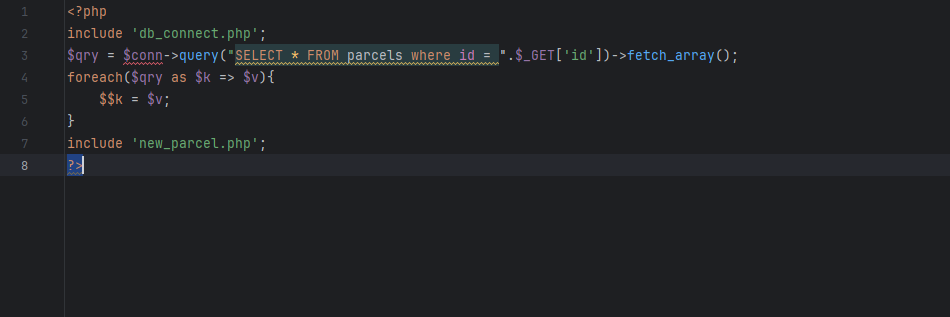 1 <?php
2 include 'db_connect.php';
3 $qry = $conn->query("SELECT * FROM parcels where id = ".$_GET['id'])->fetch_array();
4 foreach($qry as $k => $v){
5     $$k = $v;
6 }
7 include 'new_parcel.php';
8 ?>